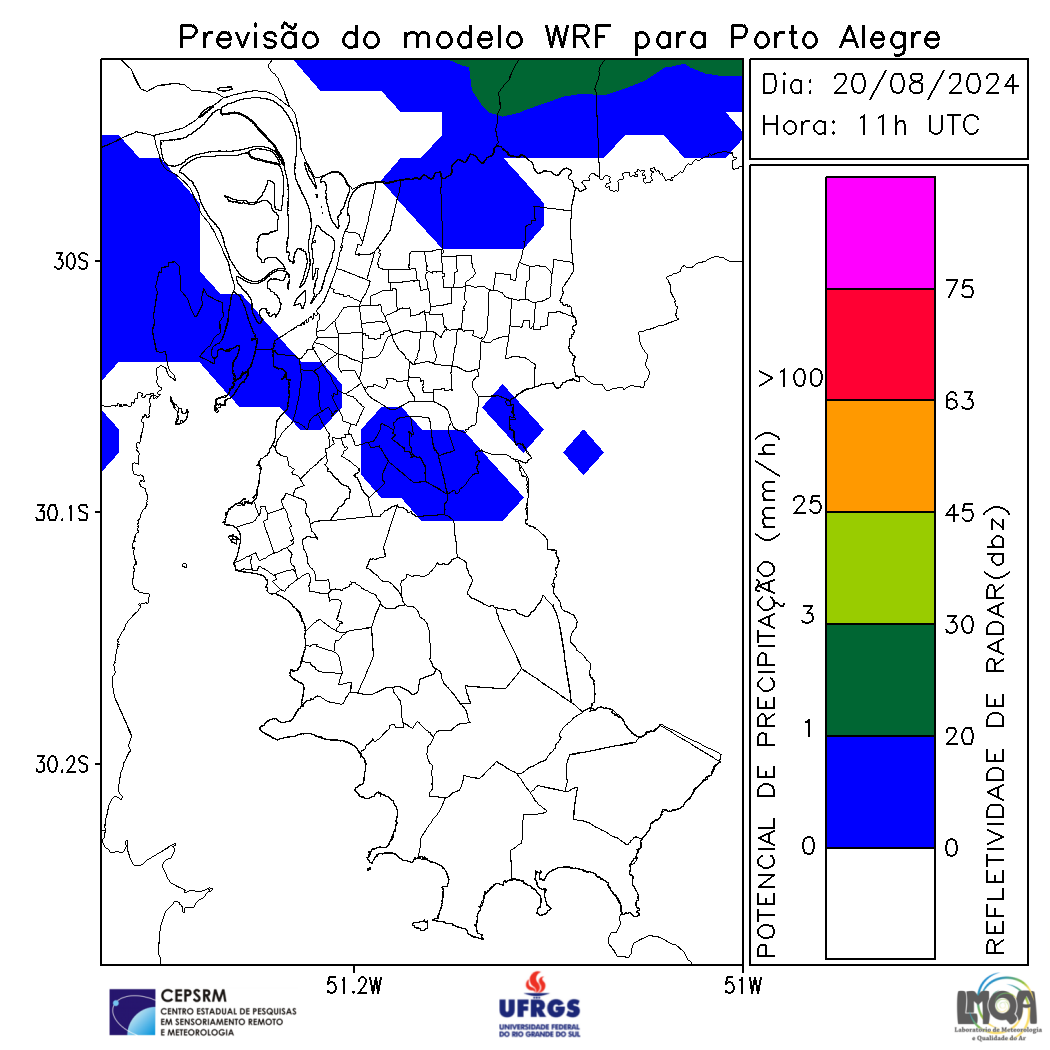 Previsão do modelo WRF para Porto Alegre
Dia: 20/08/2024
Hora: 11h UTC
30S
30.1S
30.2S
51.2W
51W
POTENCIAL DE PRECIPITAÇÃO (mm/h)
>100
25
3
1
0
75
63
45
30
20
0
REFLETIVIDADE DE RADAR(dbz)
CEPSRM
CENTRO ESTADUAL DE PESQUISAS
EM SENSORIAMENTO REMOTO
E METEOROLOGIA
UFRGS
UNIVERSIDADE FEDERAL
DO RIO GRANDE DO SUL
LMQA
Laboratório de Meteorologia
e Qualidade do Ar